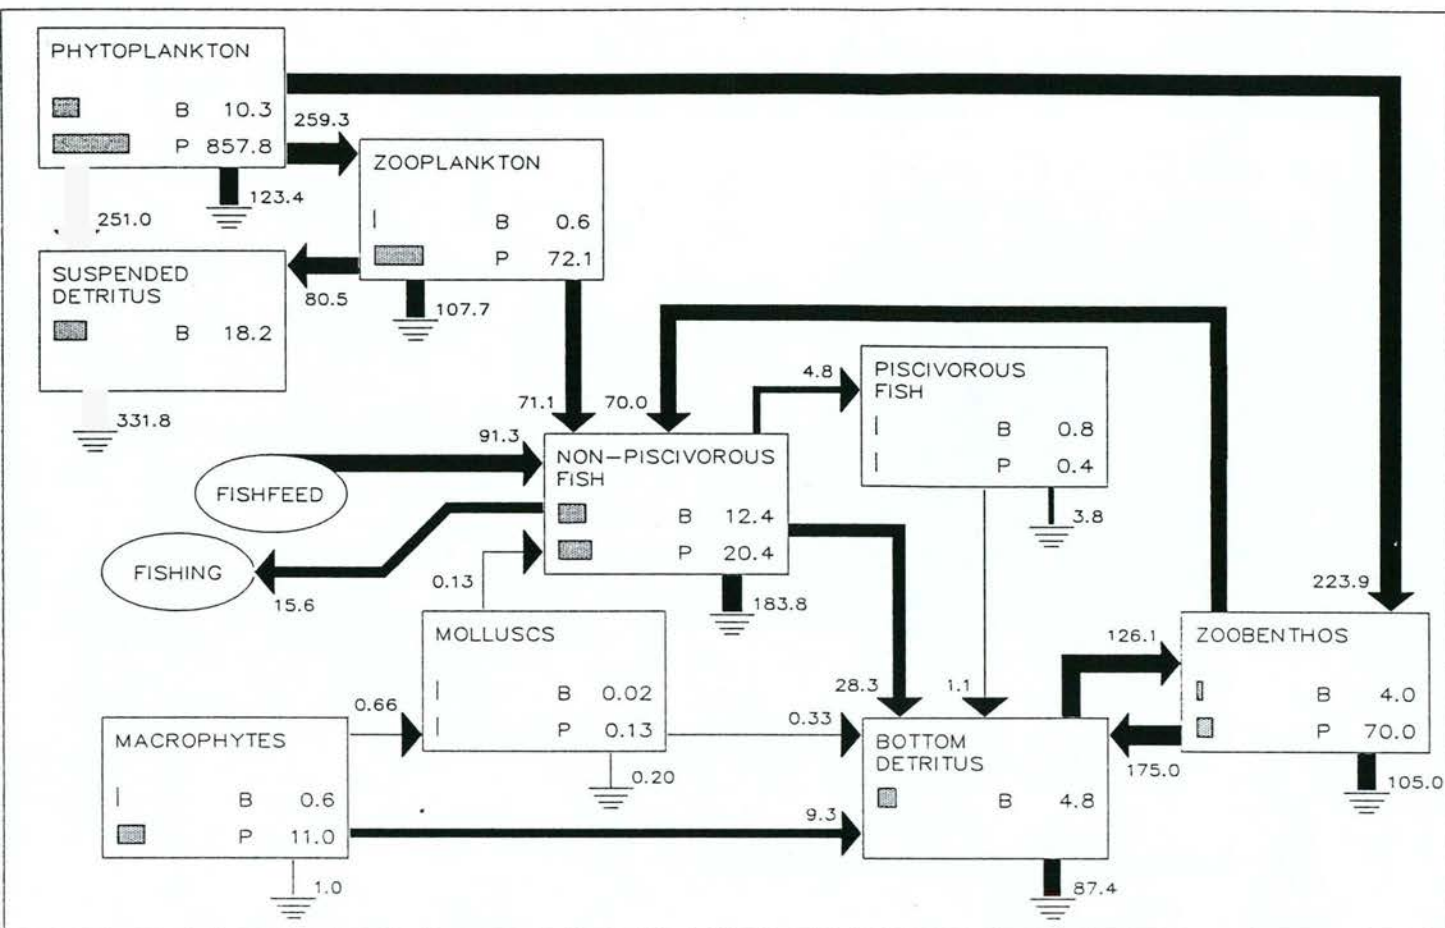 PHYTOPLANKTON
B 10.3
P 857.8
259.3
123.4
251.0
ZOOPLANKTON
B 0.6
P 72.1
80.5
107.7
SUSPENDED
DETRITUS
B 18.2
331.8
71.1
70.0
4.8
PISCIVOROUS
FISH
B 0.8
P 0.4
3.8
91.3
FISHFEED
NON-PISCIVOROUS
FISH
B 12.4
P 20.4
183.8
FISHING
15.6
0.13
223.9
MOLLUSCS
B 0.02
P 0.13
0.20
0.66
0.33
28.3
1.1
126.1
ZOOBENTHOS
B 4.0
P 70.0
175.0
105.0
MACROPHYTES
B 0.6
P 11.0
1.0
9.3
BOTTOM
DETRITUS
B 4.8
87.4